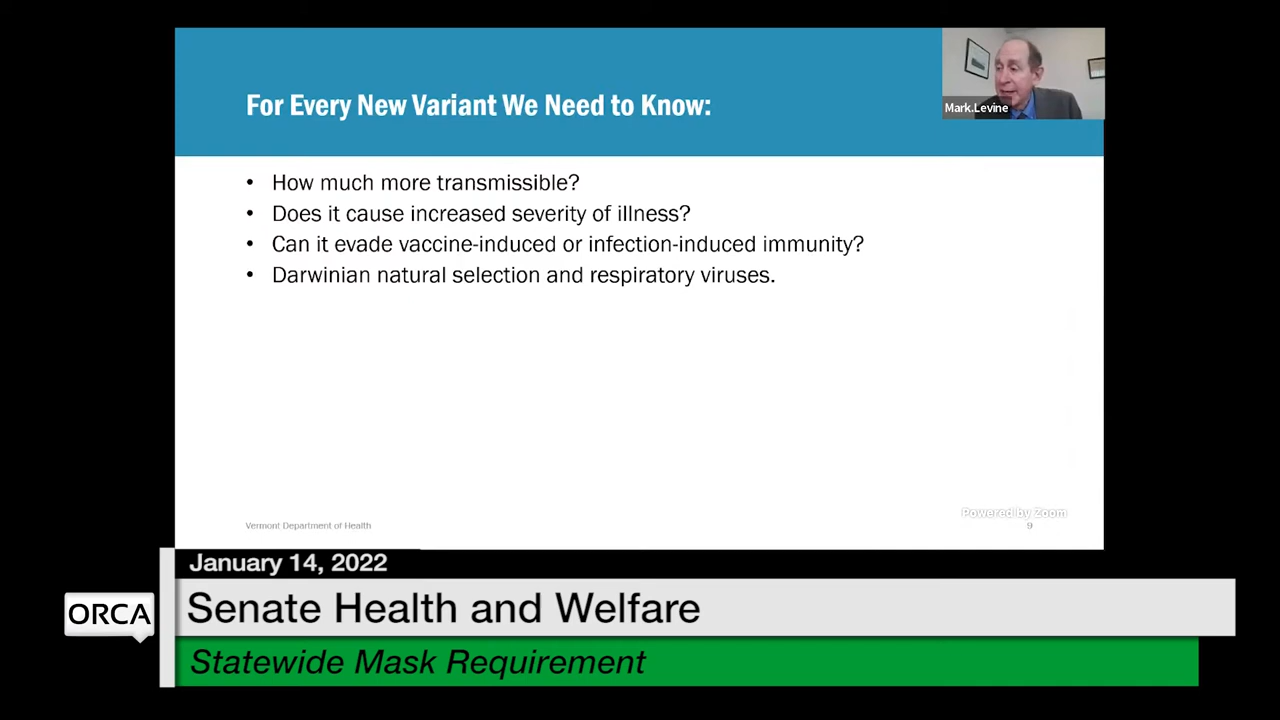 For Every New Variant We Need to Know:
Mark.Levine
• How much more transmissible?
• Does it cause increased severity of illness?
• Can it evade vaccine-induced or infection-induced immunity?
• Darwinian natural selection and respiratory viruses.
Powered by Zoom
Vermont Department of Health
9
January 14, 2022
ORCA
Senate Health and Welfare
Statewide Mask Requirement